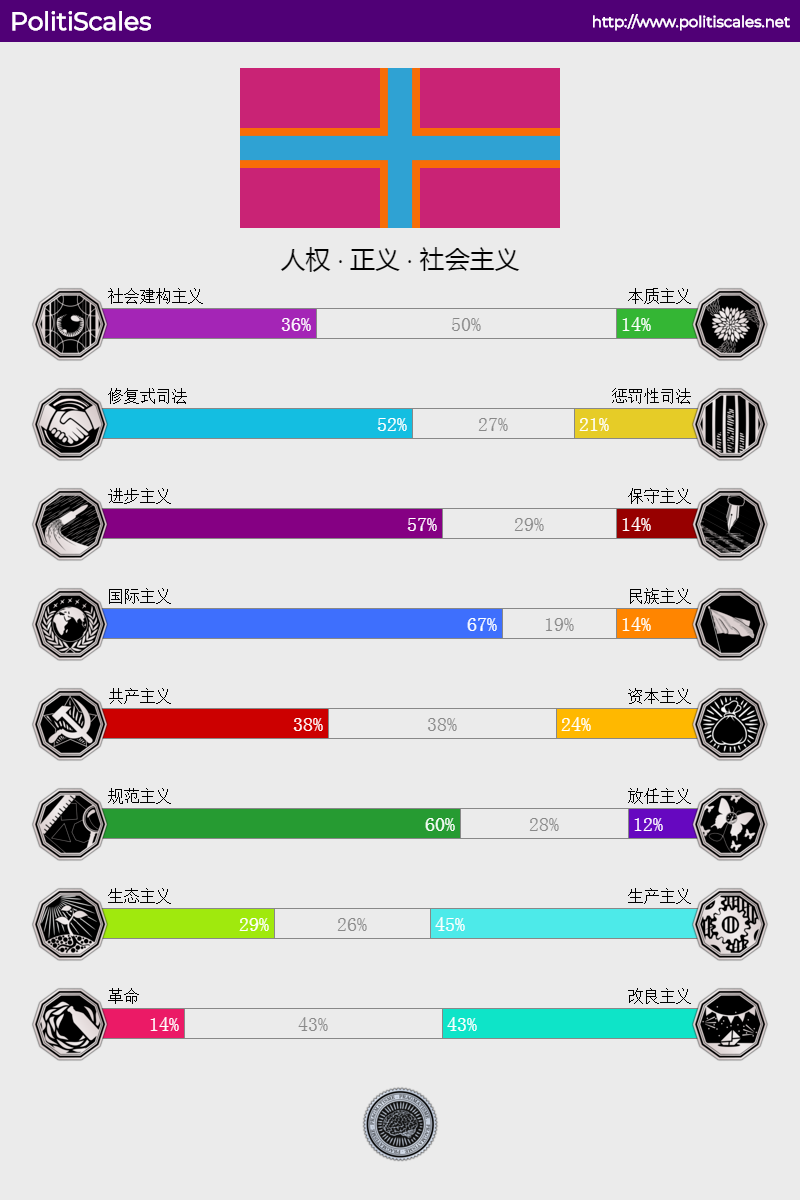 PolitiScales
http://www.politiscales.net
人权 · 正义 · 社会主义
社会建构主义 本质主义
36% 50% 14%
修复式司法 惩罚性司法
52% 27% 21%
进步主义 保守主义
57% 29% 14%
国际主义 民族主义
67% 19% 14%
共产主义 资本主义
38% 38% 24%
规范主义 放任主义
60% 28% 12%
生态主义 生产主义
29% 26% 45%
革命 改良主义
14% 43% 43%